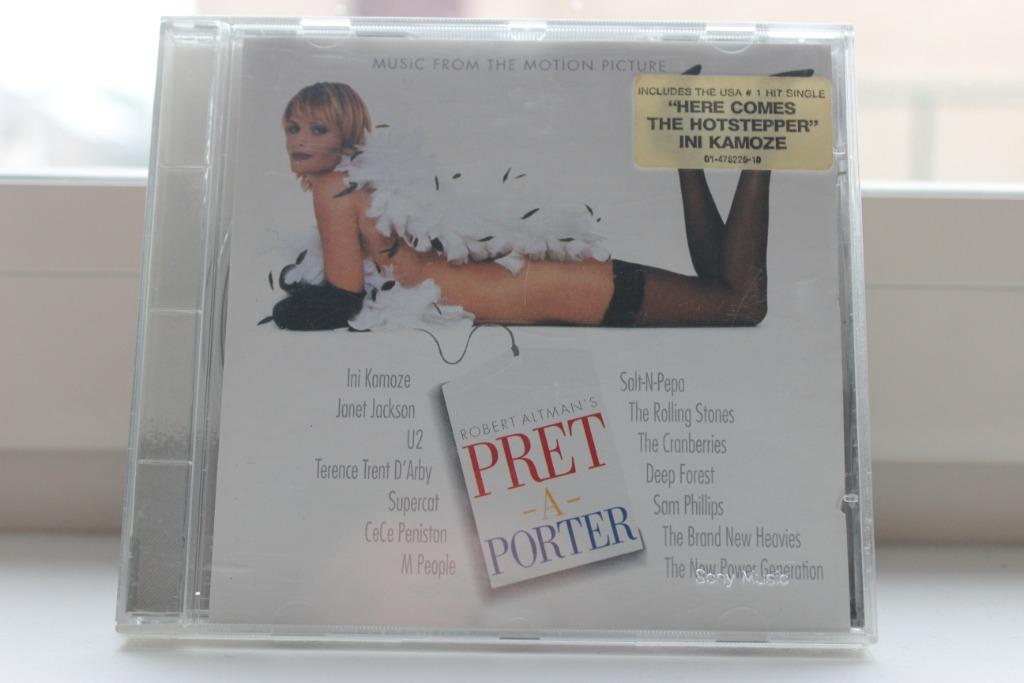 MUSIC FROM THE MOTION PICTURE
INCLUDES THE USA # 1 HIT SINGLE
"HERE COMES
THE HOTSTEPPER"
INI KAMOZE
01-478226-10
Ini Kamoze
Janet Jackson
U2
Terence Trent D'Arby
Supercat
CeCe Peniston
M People
ROBERT ALTMAN'S
PRET
-A-
PORTER
Salt-N-Pepa
The Rolling Stones
The Cranberries
Deep Forest
Sam Phillips
The Brand New Heavies
The New Power Generation
Sony Music